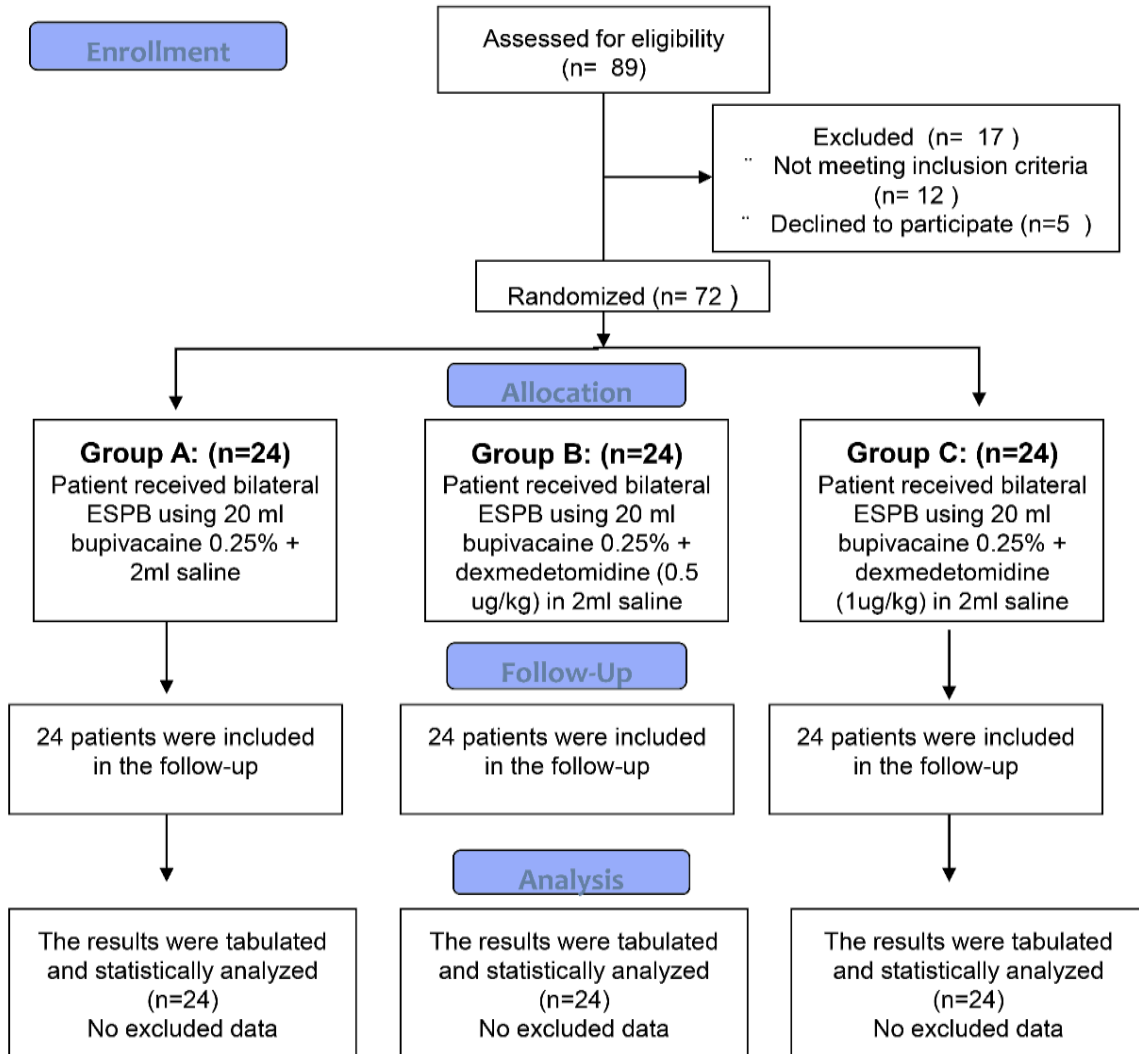 Enrollment
Assessed for eligibility
(n=  89)
Excluded  (n=  17 )
¨  Not meeting inclusion criteria
(n= 12 )
¨  Declined to participate (n=5  )
Randomized (n= 72 )
Allocation
Group A: (n=24)
Patient received bilateral
ESPB using 20 ml
bupivacaine 0.25% +
2ml saline
Group B: (n=24)
Patient received bilateral
ESPB using 20 ml
bupivacaine 0.25% +
dexmedetomidine (0.5
ug/kg) in 2ml saline
Group C: (n=24)
Patient received bilateral
ESPB using 20 ml
bupivacaine 0.25% +
dexmedetomidine
(1ug/kg) in 2ml saline
Follow-Up
24 patients were included
in the follow-up
24 patients were included
in the follow-up
24 patients were included
in the follow-up
Analysis
The results were tabulated
and statistically analyzed
(n=24)
No excluded data
The results were tabulated
and statistically analyzed
(n=24)
No excluded data
The results were tabulated
and statistically analyzed
(n=24)
No excluded data